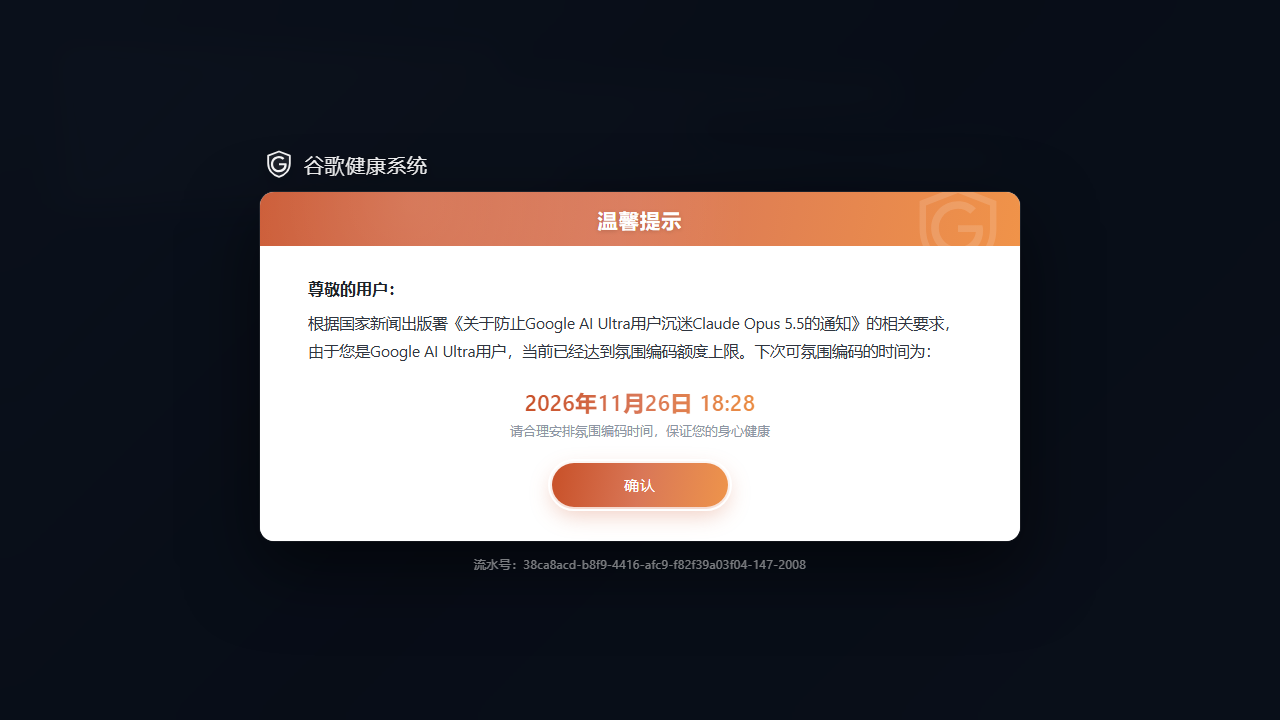 谷歌健康系统
温馨提示
尊敬的用户：
根据国家新闻出版署《关于防止Google AI Ultra用户沉迷Claude Opus 5.5的通知》的相关要求，
由于您是Google AI Ultra用户，当前已经达到氛围编码额度上限。下次可氛围编码的时间为：
2026年11月26日 18:28
请合理安排氛围编码时间，保证您的身心健康
确认
流水号：38ca8acd-b8f9-4416-afc9-f82f39a03f04-147-2008